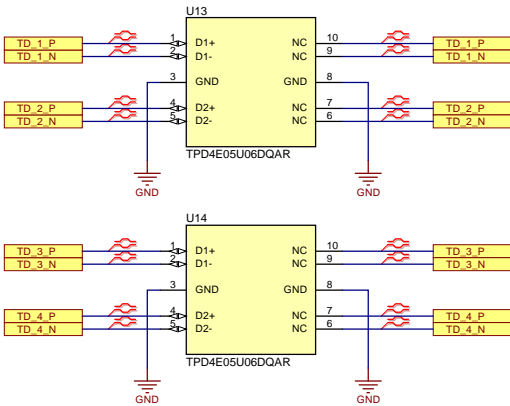 U13
TD_1_P 1 D1+ NC 10 TD_1_P
TD_1_N 2 D1- NC 9 TD_1_N
3 GND GND 8
TD_2_P 4 D2+ NC 7 TD_2_P
TD_2_N 5 D2- NC 6 TD_2_N
TPD4E05U06DQAR
GND GND
U14
TD_3_P 1 D1+ NC 10 TD_3_P
TD_3_N 2 D1- NC 9 TD_3_N
3 GND GND 8
TD_4_P 4 D2+ NC 7 TD_4_P
TD_4_N 5 D2- NC 6 TD_4_N
TPD4E05U06DQAR
GND GND